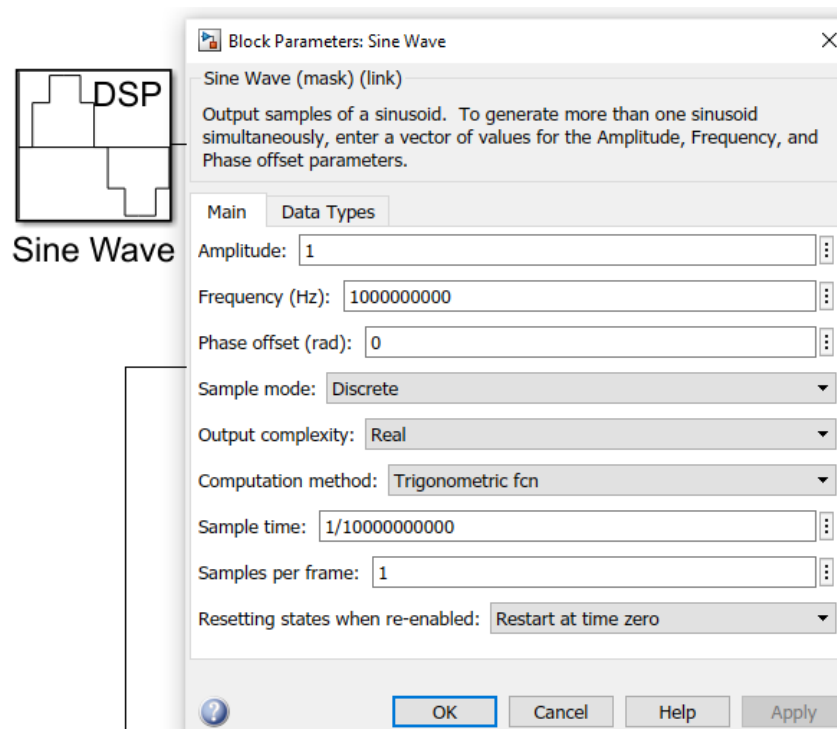 Block Parameters: Sine Wave
DSP
Sine Wave
Sine Wave (mask) (link)
Output samples of a sinusoid. To generate more than one sinusoid
simultaneously, enter a vector of values for the Amplitude, Frequency, and
Phase offset parameters.
Main Data Types
Amplitude: 1
Frequency (Hz): 1000000000
Phase offset (rad): 0
Sample mode: Discrete
Output complexity: Real
Computation method: Trigonometric fcn
Sample time: 1/10000000000
Samples per frame: 1
Resetting states when re-enabled: Restart at time zero
OK Cancel Help Apply